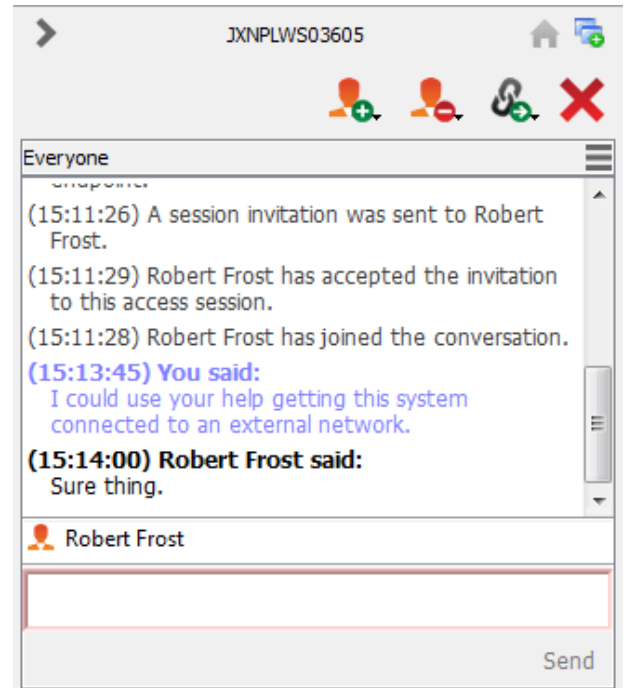 JXNPLWS03605
Everyone
endpoint.
(15:11:26) A session invitation was sent to Robert
Frost.
(15:11:29) Robert Frost has accepted the invitation
to this access session.
(15:11:28) Robert Frost has joined the conversation.
(15:13:45) You said:
I could use your help getting this system
connected to an external network.
(15:14:00) Robert Frost said:
Sure thing.
Robert Frost
Send